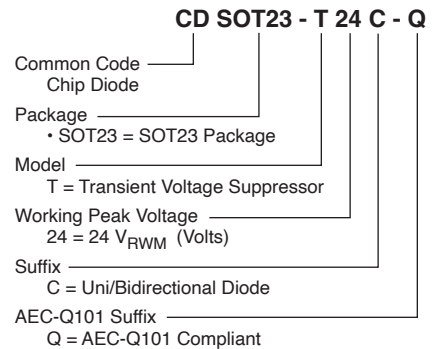 CD SOT23 - T 24 C - Q
Common Code
Chip Diode
Package
• SOT23 = SOT23 Package
Model
T = Transient Voltage Suppressor
Working Peak Voltage
24 = 24 VRWM (Volts)
Suffix
C = Uni/Bidirectional Diode
AEC-Q101 Suffix
Q = AEC-Q101 Compliant